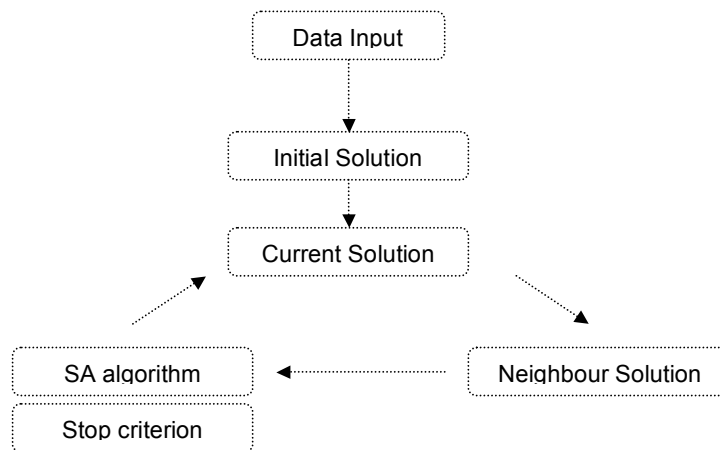 Data Input
Initial Solution
Current Solution
SA algorithm
Neighbour Solution
Stop criterion